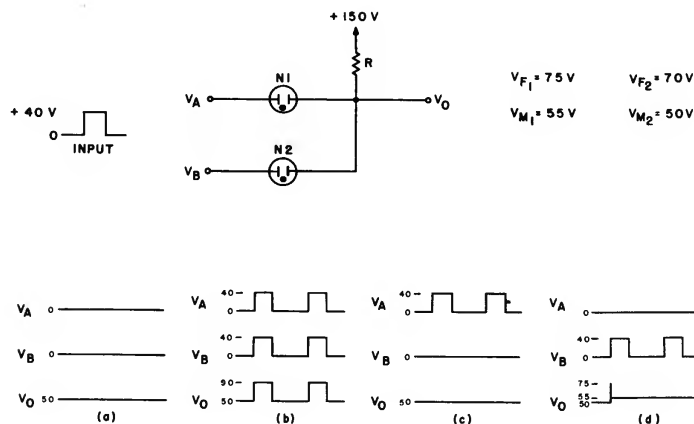 +150 V
R
N1
V_A
V_O
V_F1 = 75 V V_F2 = 70 V
V_M1 = 55 V V_M2 = 50 V
+ 40 V
0
INPUT
N2
V_B
V_A 0
V_B 0
V_O 50
(a)
V_A 40 0
V_B 40 0
V_O 90 50
(b)
V_A 40 0
V_B 0
V_O 50
(c)
V_A 0
V_B 40 0
V_O 75 55 50
(d)